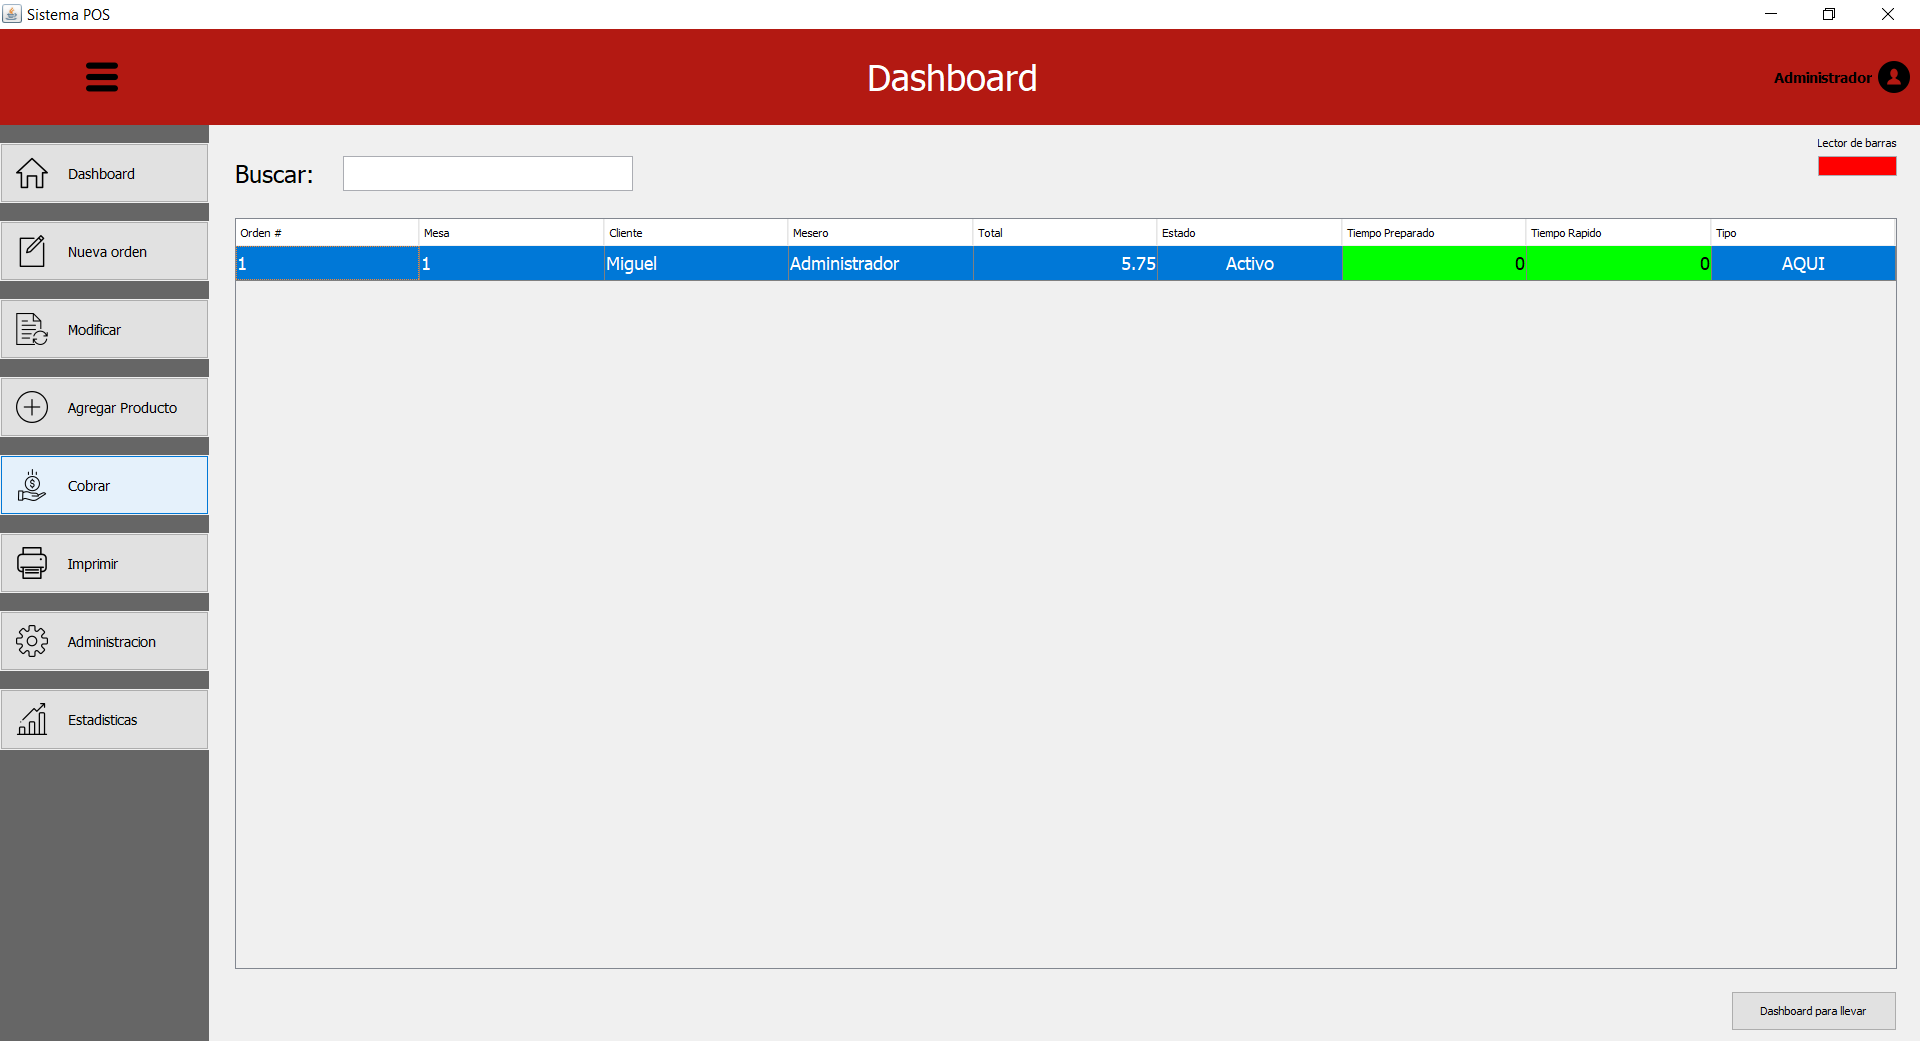 Sistema POS
Dashboard
Administrador
Dashboard
Nueva orden
Modificar
Agregar Producto
Cobrar
$
Imprimir
Administracion
Estadisticas
Buscar:
Lector de barras
Orden # Mesa Cliente Mesero Total Estado Tiempo Preparado Tiempo Rapido Tipo
1 1 Miguel Administrador 5.75 Activo 0 0 AQUI
Dashboard para llevar